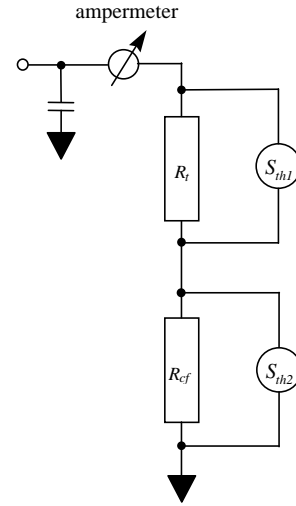 ampermeter
R_t
S_th1
R_cf
S_th2